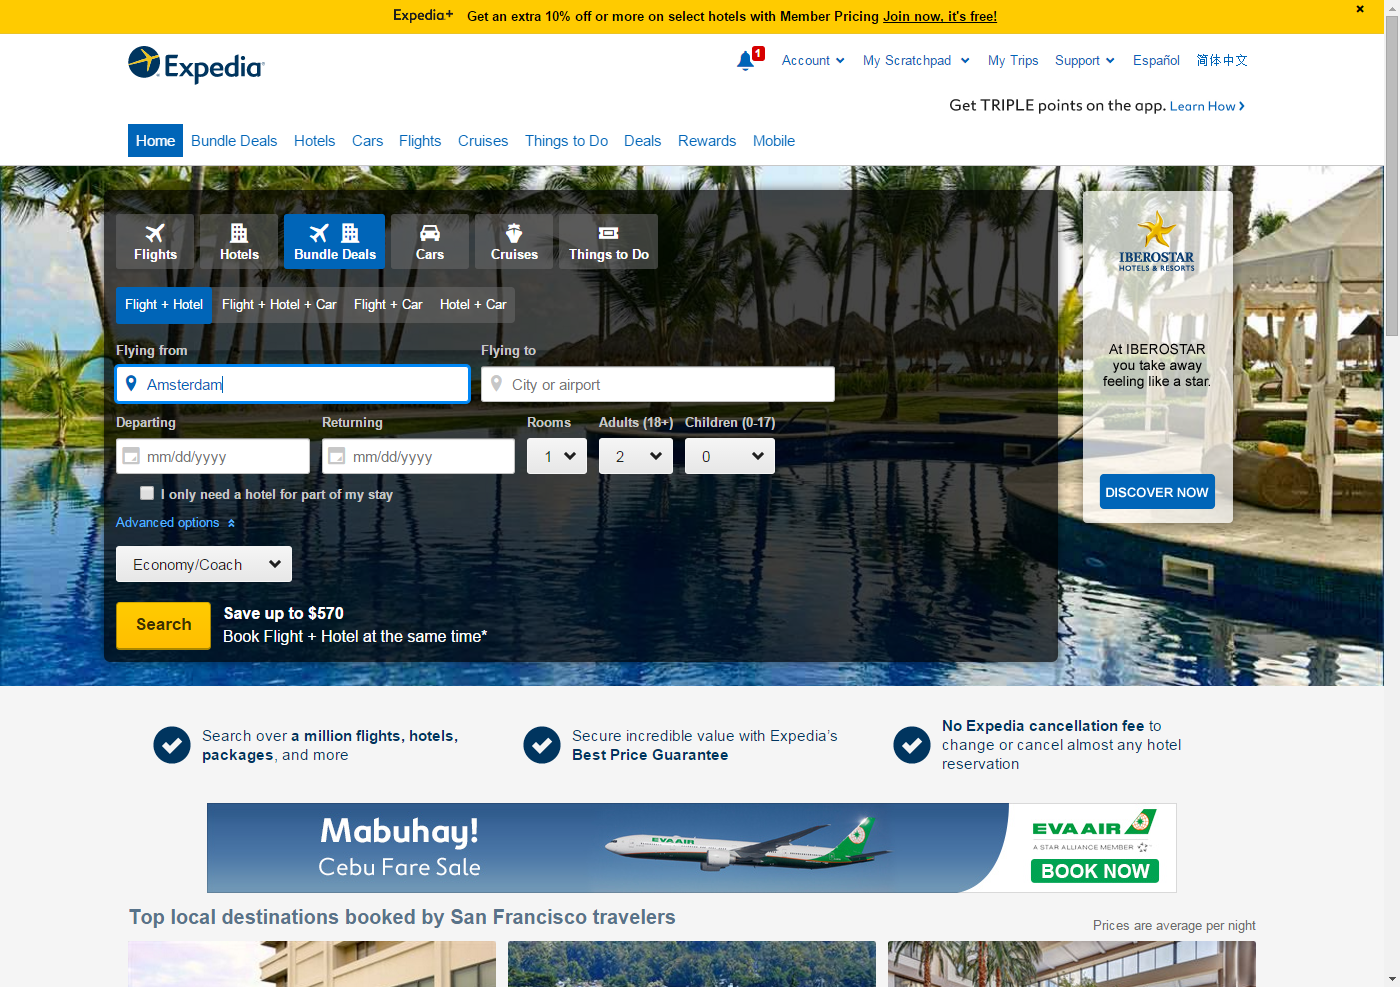 Expedia+ Get an extra 10% off or more on select hotels with Member Pricing Join now, it's free!
Expedia
1
Account
My Scratchpad
My Trips
Support
Español
简体中文
Get TRIPLE points on the app. Learn How
Home
Bundle Deals
Hotels
Cars
Flights
Cruises
Things to Do
Deals
Rewards
Mobile
Flights
Hotels
Bundle Deals
Cars
Cruises
Things to Do
Flight + Hotel
Flight + Hotel + Car
Flight + Car
Hotel + Car
Flying from
Flying to
Amsterdam
City or airport
Departing
Returning
Rooms
Adults (18+)
Children (0-17)
mm/dd/yyyy
mm/dd/yyyy
1
2
0
I only need a hotel for part of my stay
Advanced options
Economy/Coach
Search
Save up to $570
Book Flight + Hotel at the same time*
IBEROSTAR
HOTELS & RESORTS
At IBEROSTAR
you take away
feeling like a star.
DISCOVER NOW
Search over a million flights, hotels,
packages, and more
Secure incredible value with Expedia's
Best Price Guarantee
No Expedia cancellation fee to
change or cancel almost any hotel
reservation
Mabuhay!
Cebu Fare Sale
EVA AIR
EVA AIR
A STAR ALLIANCE MEMBER
BOOK NOW
Top local destinations booked by San Francisco travelers
Prices are average per night